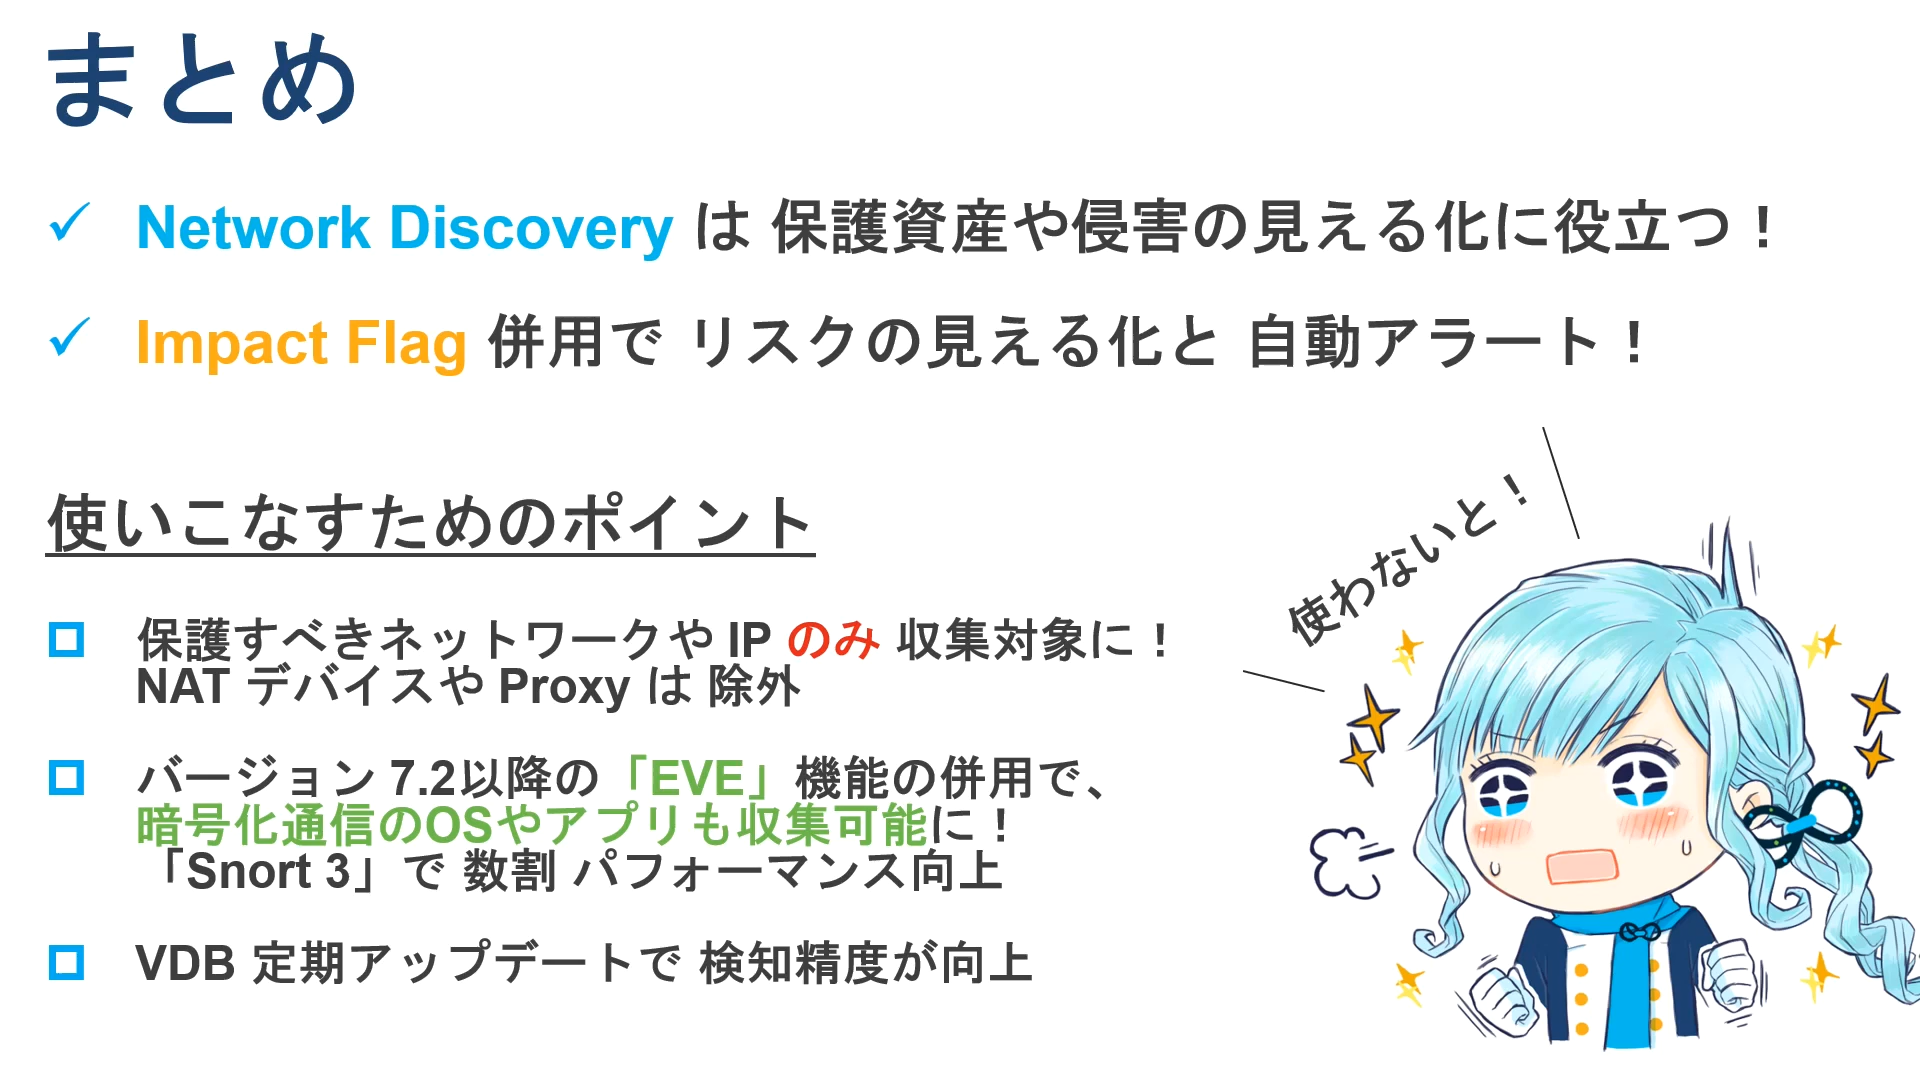 まとめ
Network Discovery は 保護資産や侵害の見える化に役立つ！
Impact Flag 併用で リスクの見える化と 自動アラート！
使いこなすためのポイント
保護すべきネットワークや IP のみ 収集対象に！
NAT デバイスや Proxy は 除外
バージョン 7.2以降の「EVE」機能の併用で、
暗号化通信のOSやアプリも収集可能に！
「Snort 3」で 数割 パフォーマンス向上
VDB 定期アップデートで 検知精度が向上
使わないと！